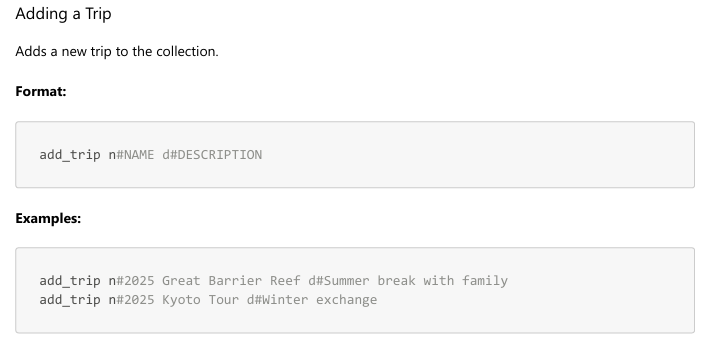 Adding a Trip
Adds a new trip to the collection.
Format:
add_trip n#NAME d#DESCRIPTION
Examples:
add_trip n#2025 Great Barrier Reef d#Summer break with family
add_trip n#2025 Kyoto Tour d#Winter exchange